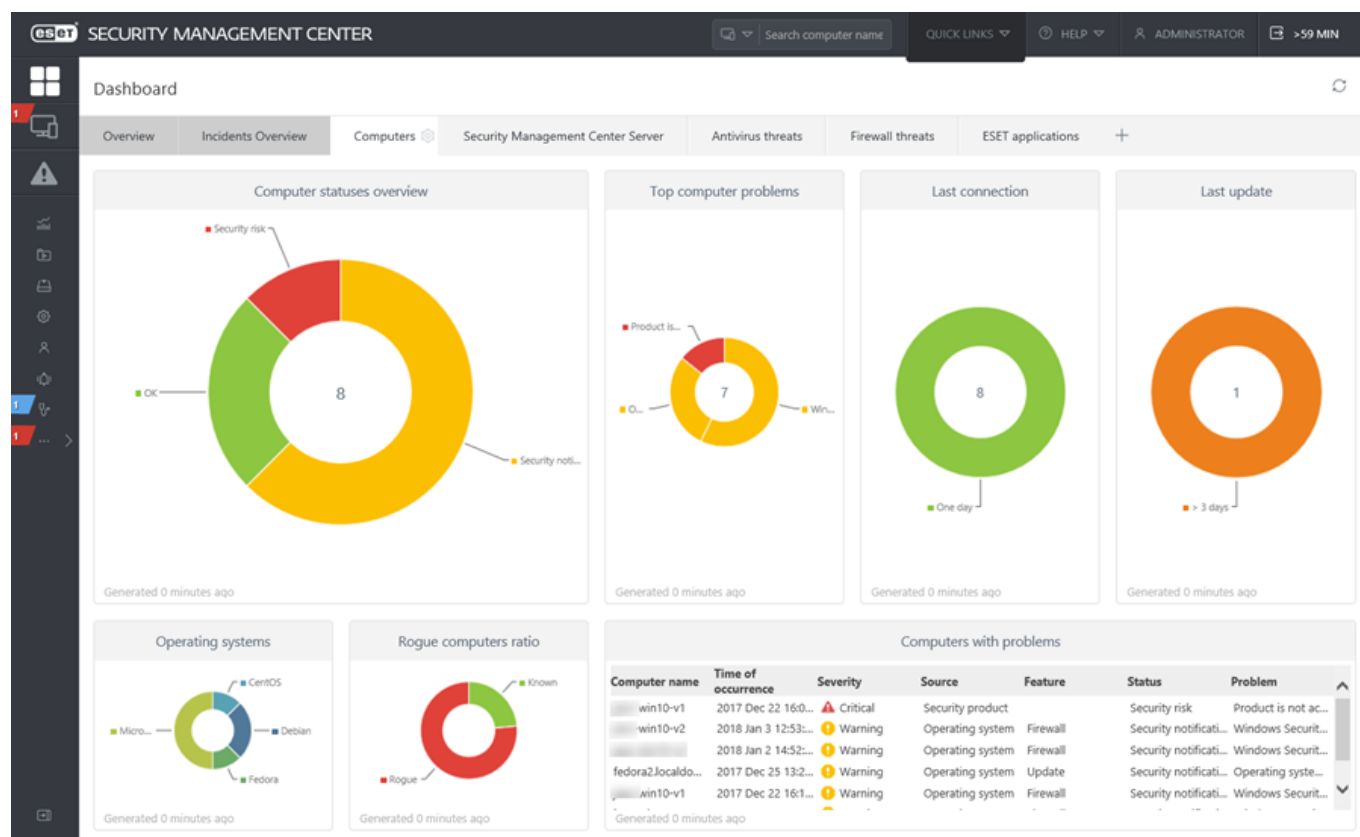 eset SECURITY MANAGEMENT CENTER
Search computer name
QUICK LINKS
HELP
ADMINISTRATOR
>59 MIN
Dashboard
1
Overview
Incidents Overview
Computers
Security Management Center Server
Antivirus threats
Firewall threats
ESET applications
+
Computer statuses overview
Security risk
OK
8
Security noti...
Generated 0 minutes ago
Top computer problems
Product is...
7
O...
Win...
Generated 0 minutes ago
Last connection
8
One day
Generated 0 minutes ago
Last update
1
> 3 days
Generated 0 minutes ago
1
1
...
Operating systems
CentOS
Micro...
Debian
Fedora
Generated 0 minutes ago
Rogue computers ratio
Known
Rogue
Generated 0 minutes ago
Computers with problems
Computer name Time of occurrence Severity Source Feature Status Problem
win10-v1 2017 Dec 22 16:0... Critical Security product Security risk Product is not ac...
-win10-v2 2018 Jan 3 12:53:... Warning Operating system Firewall Security notificati... Windows Securit...
2018 Jan 2 14:52:... Warning Operating system Firewall Security notificati... Windows Securit...
fedora2.localdo... 2017 Dec 25 13:2... Warning Operating system Update Security notificati... Operating syste...
win10-v1 2017 Dec 22 16:1... Warning Operating system Firewall Security notificati... Windows Securit...
Generated 0 minutes ago